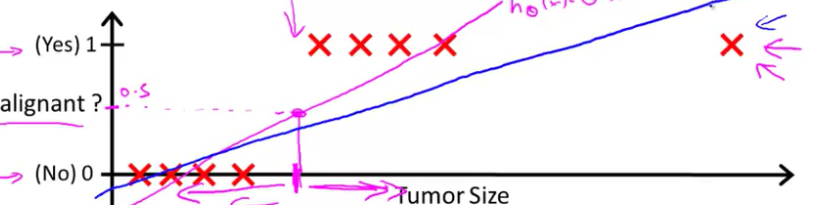 (Yes) 1
0.5
alignant ?
(No) 0
Tumor Size